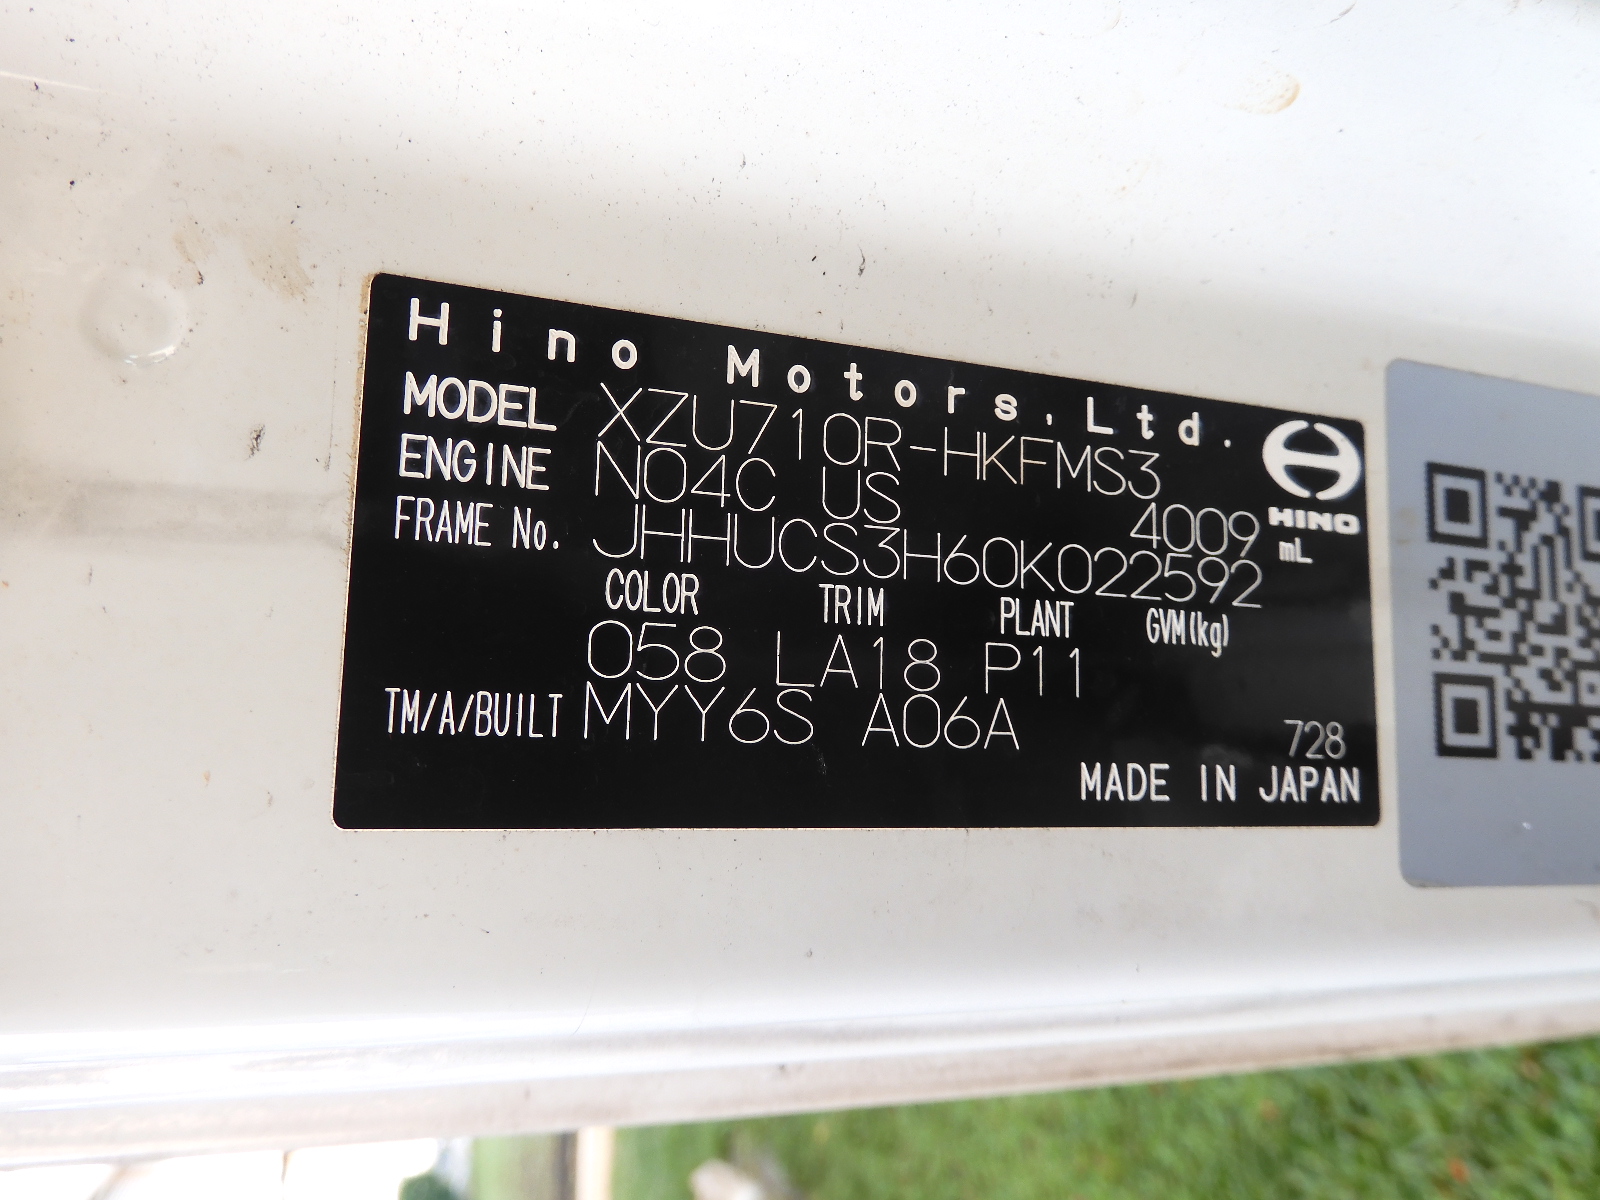 Hino Motors, Ltd.
MODEL XZU710R-HKFMS3
ENGINE N04C US 4009 mL
HINO
FRAME No. JHHUCS3H60K022592
COLOR TRIM PLANT GVM(kg)
058 LA18 P11
TM/A/BUILT MYY6S A06A
728
MADE IN JAPAN